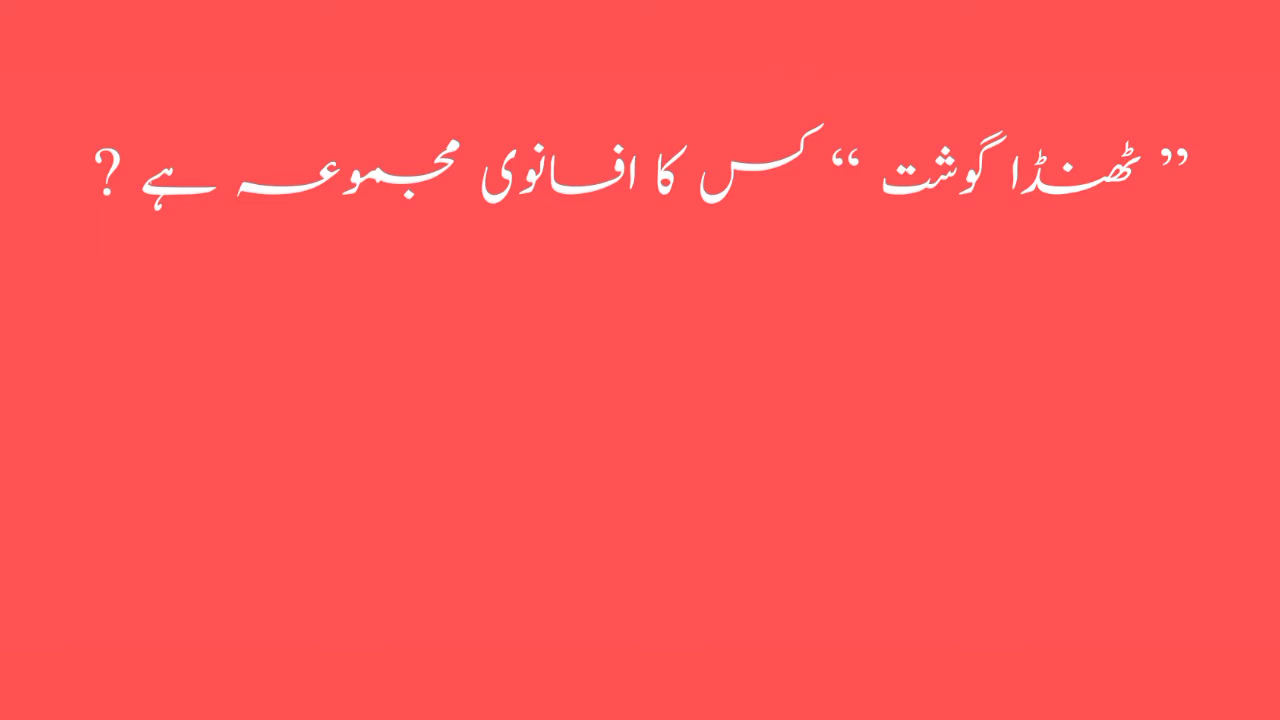 ” ٹھنڈا گوشت “ کس کا افسانوی مجموعہ ہے ?